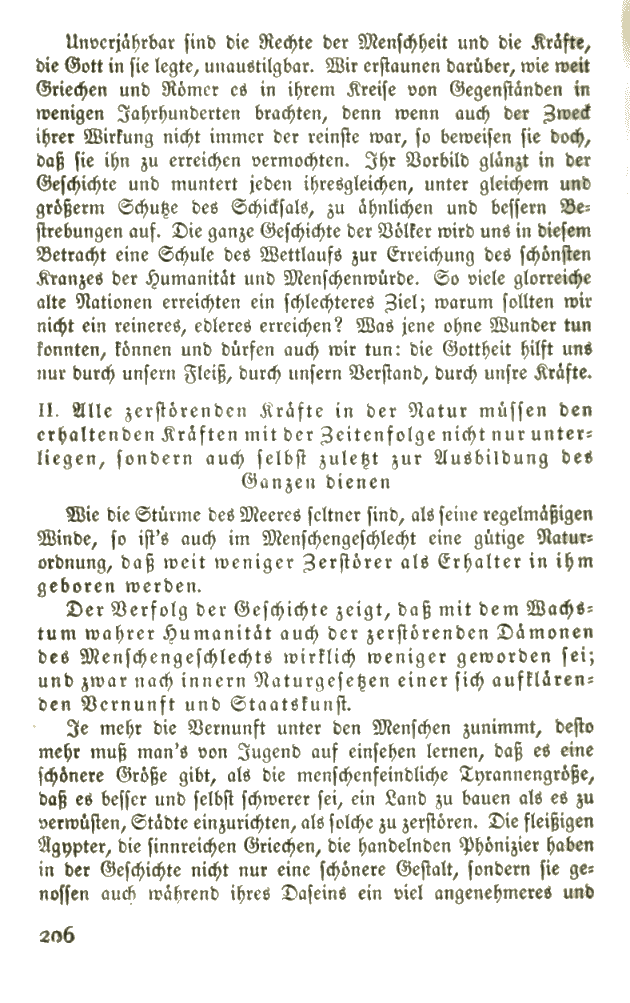 Unverjährbar sind die Rechte der Menschheit und die Kräfte,
die Gott in sie legte, unaustilgbar. Wir erstaunen darüber, wie weit
Griechen und Römer es in ihrem Kreise von Gegenständen in
wenigen Jahrhunderten brachten, denn wenn auch der Zweck
ihrer Wirkung nicht immer der reinste war, so beweisen sie doch,
daß sie ihn zu erreichen vermochten. Ihr Vorbild glänzt in der
Geschichte und muntert jeden ihresgleichen, unter gleichem und
größerm Schutze des Schicksals, zu ähnlichen und bessern Be-
strebungen auf. Die ganze Geschichte der Völker wird uns in diesem
Betracht eine Schule des Wettlaufs zur Erreichung des schönsten
Kranzes der Humanität und Menschenwürde. So viele glorreiche
alte Nationen erreichten ein schlechteres Ziel; warum sollten wir
nicht ein reineres, edleres erreichen? Was jene ohne Wunder tun
konnten, können und dürfen auch wir tun: die Gottheit hilft uns
nur durch unsern Fleiß, durch unsern Verstand, durch unsre Kräfte.
II. Alle zerstörenden Kräfte in der Natur müssen den
erhaltenden Kräften mit der Zeitenfolge nicht nur unter-
liegen, sondern auch selbst zuletzt zur Ausbildung des
Ganzen dienen
Wie die Stürme des Meeres seltner sind, als seine regelmäßigen
Winde, so ist's auch im Menschengeschlecht eine gütige Natur-
ordnung, daß weit weniger Zerstörer als Erhalter in ihm
geboren werden.
Der Verfolg der Geschichte zeigt, daß mit dem Wachs-
tum wahrer Humanität auch der zerstörenden Dämonen
des Menschengeschlechts wirklich weniger geworden sei;
und zwar nach innern Naturgesetzen einer sich aufklären-
den Vernunft und Staatskunst.
Je mehr die Vernunft unter den Menschen zunimmt, desto
mehr muß man's von Jugend auf einsehen lernen, daß es eine
schönere Größe gibt, als die menschenfeindliche Tyrannengröße,
daß es besser und selbst schwerer sei, ein Land zu bauen als es zu
verwüsten, Städte einzurichten, als solche zu zerstören. Die fleißigen
Ägypter, die sinnreichen Griechen, die handelnden Phönizier haben
in der Geschichte nicht nur eine schönere Gestalt, sondern sie ge-
nossen auch während ihres Daseins ein viel angenehmeres und
206